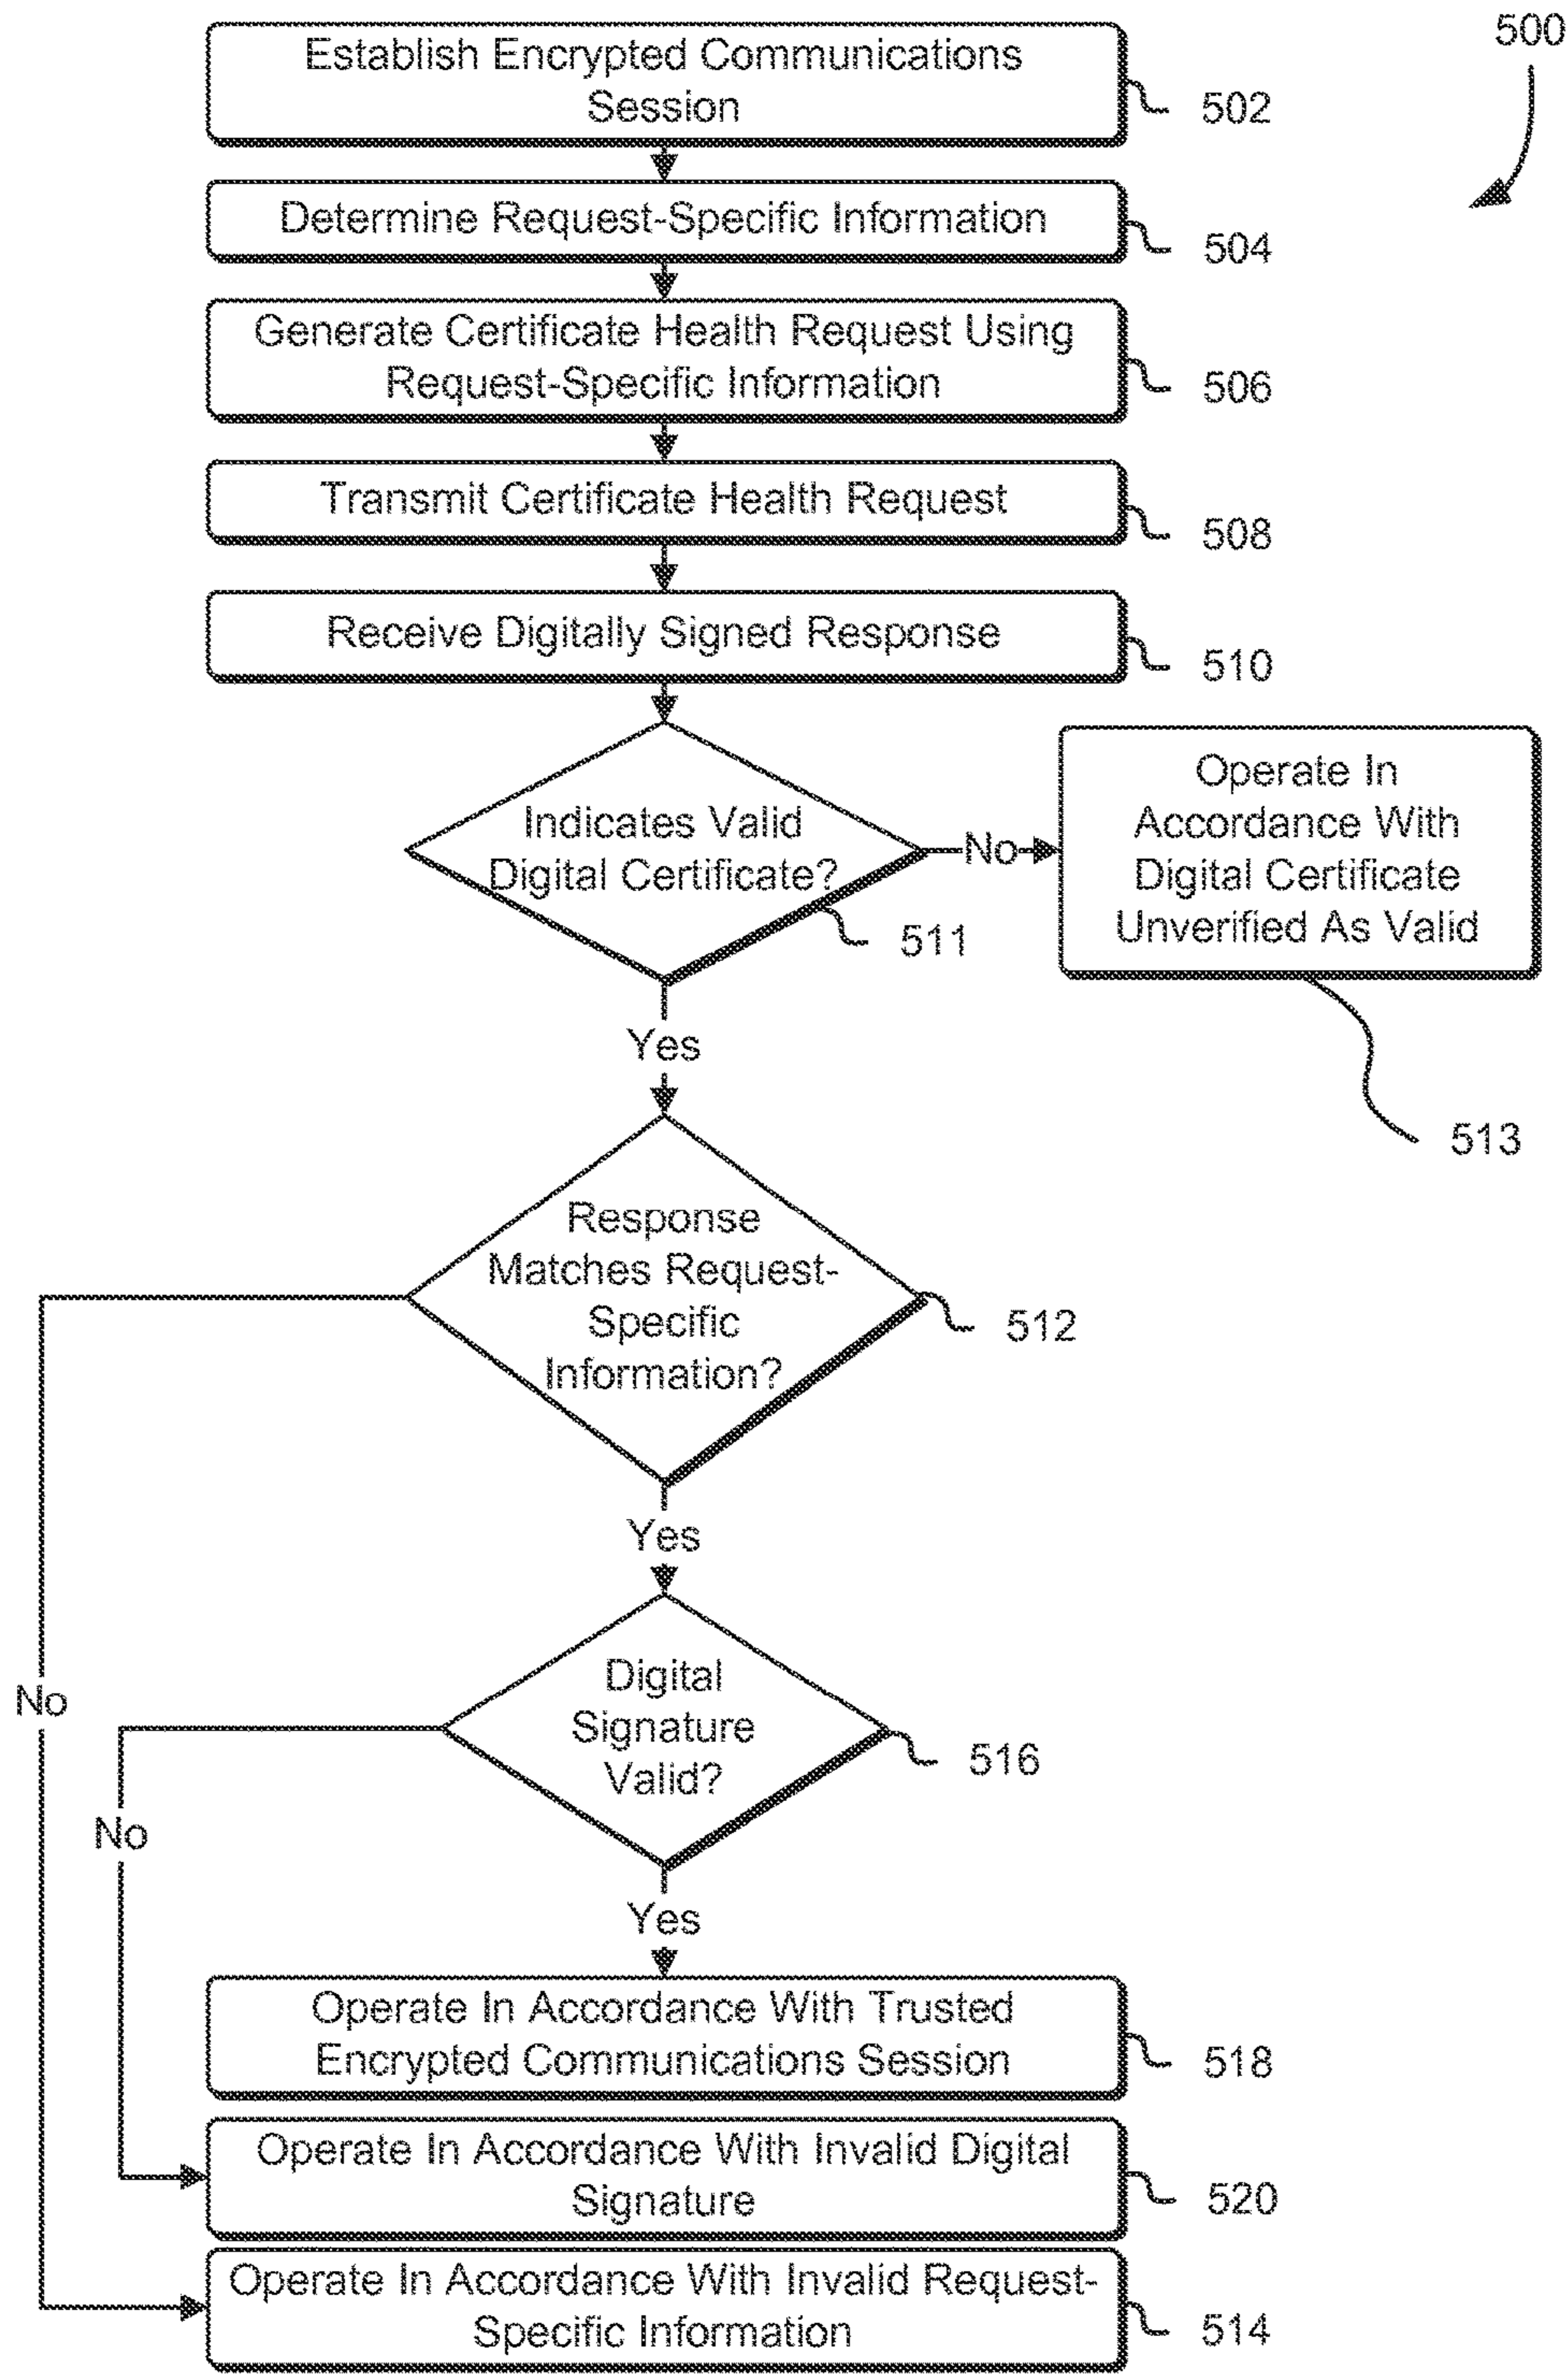 500
Establish Encrypted Communications
Session
502
Determine Request-Specific Information
504
Generate Certificate Health Request Using
Request-Specific Information
506
Transmit Certificate Health Request
508
Receive Digitally Signed Response
510
Indicates Valid
Digital Certificate?
511
No
Operate In
Accordance With
Digital Certificate
Unverified As Valid
513
Yes
Response
Matches Request-
Specific
Information?
512
Yes
No
Digital
Signature
Valid?
516
No
Yes
Operate In Accordance With Trusted
Encrypted Communications Session
518
Operate In Accordance With Invalid Digital
Signature
520
Operate In Accordance With Invalid Request-
Specific Information
514